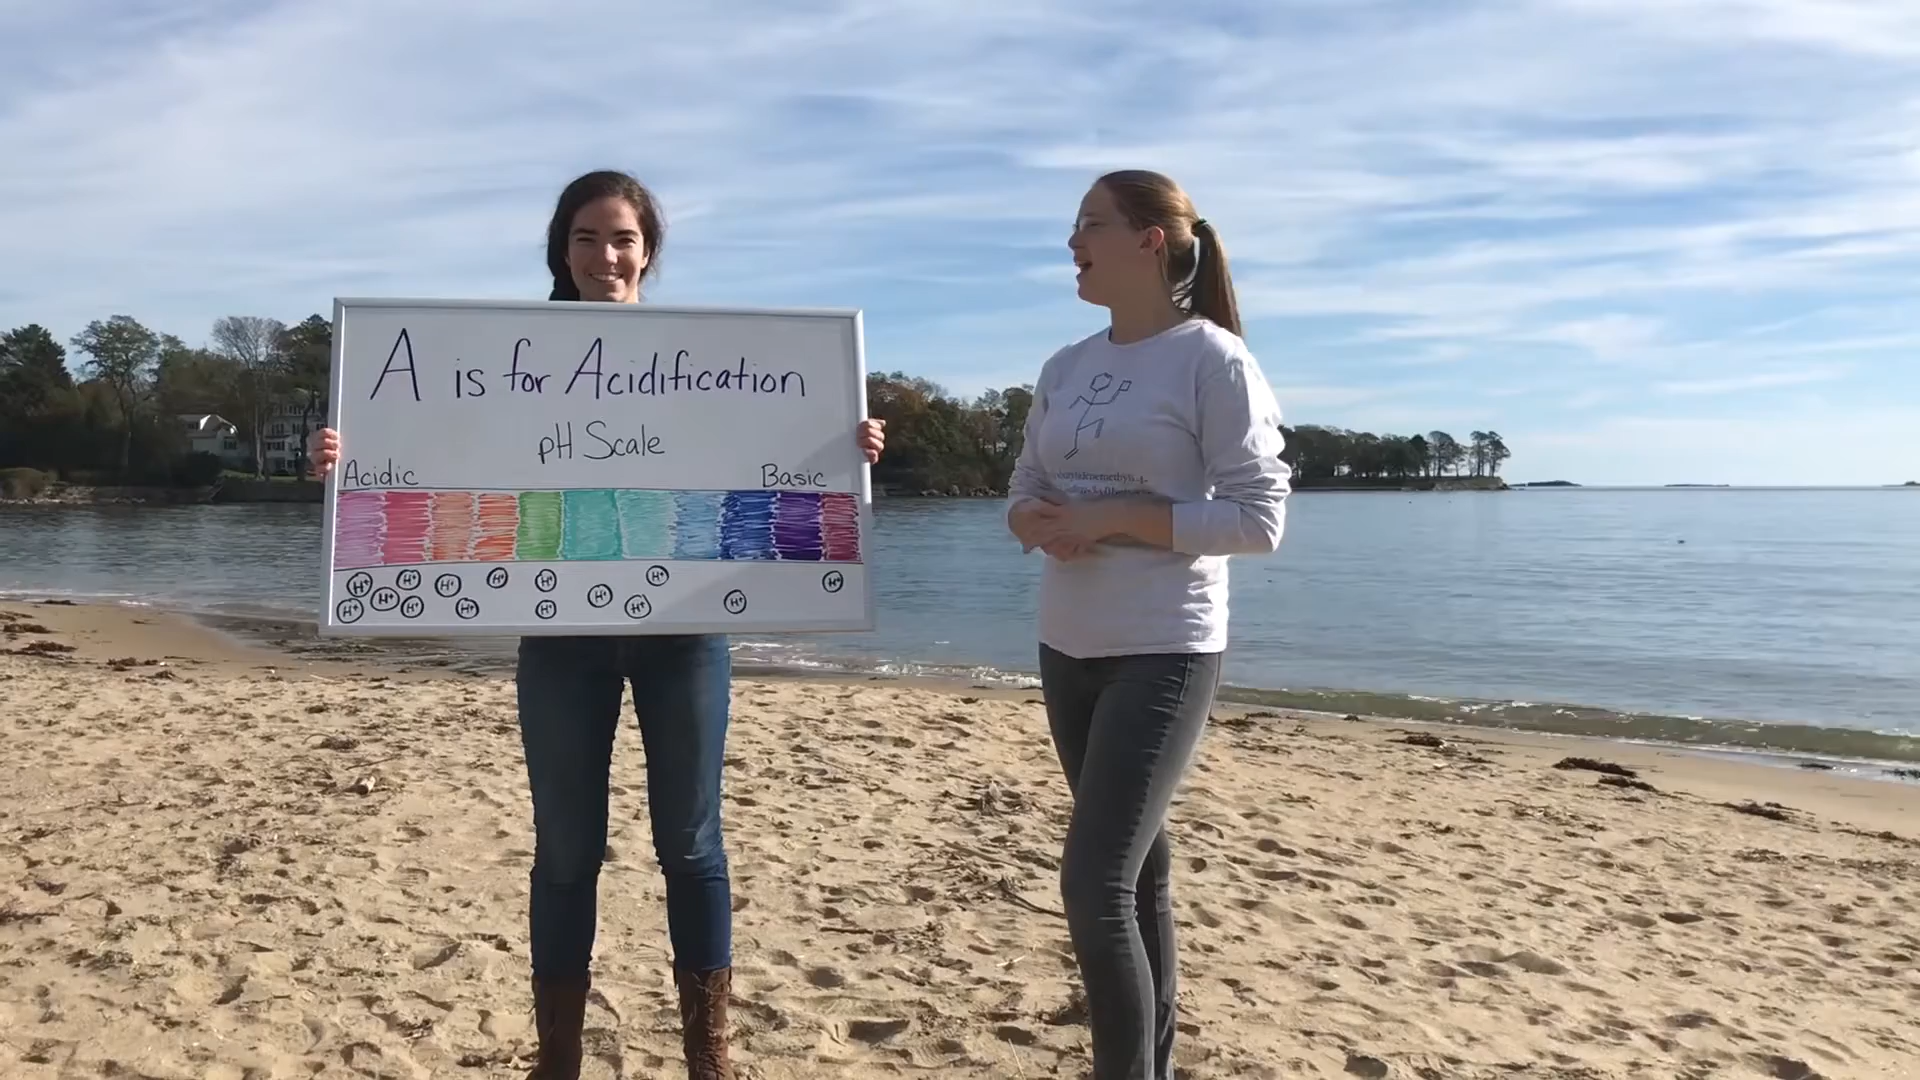 A is for Acidification
pH Scale
Acidic Basic
H+ H+ H+ H+ H+ H+ H+
H+ H+ H+ H+ H+ H+ H+ H+